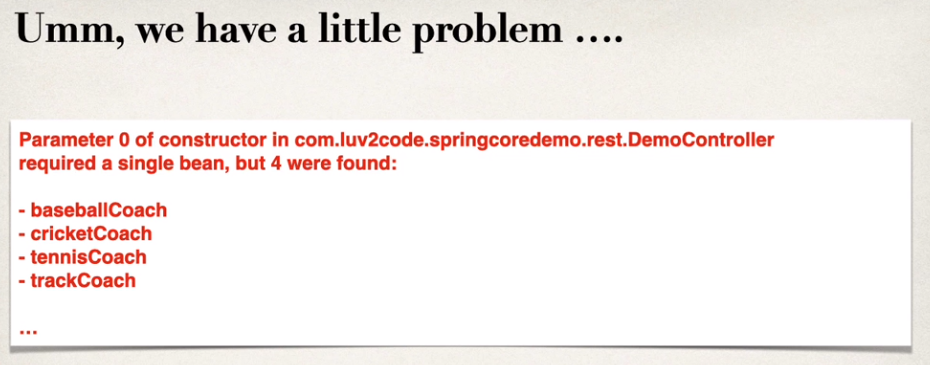 Umm, we have a little problem ....
Parameter 0 of constructor in com.luv2code.springcoredemo.rest.DemoController
required a single bean, but 4 were found:
- baseballCoach
- cricketCoach
- tennisCoach
- trackCoach
...